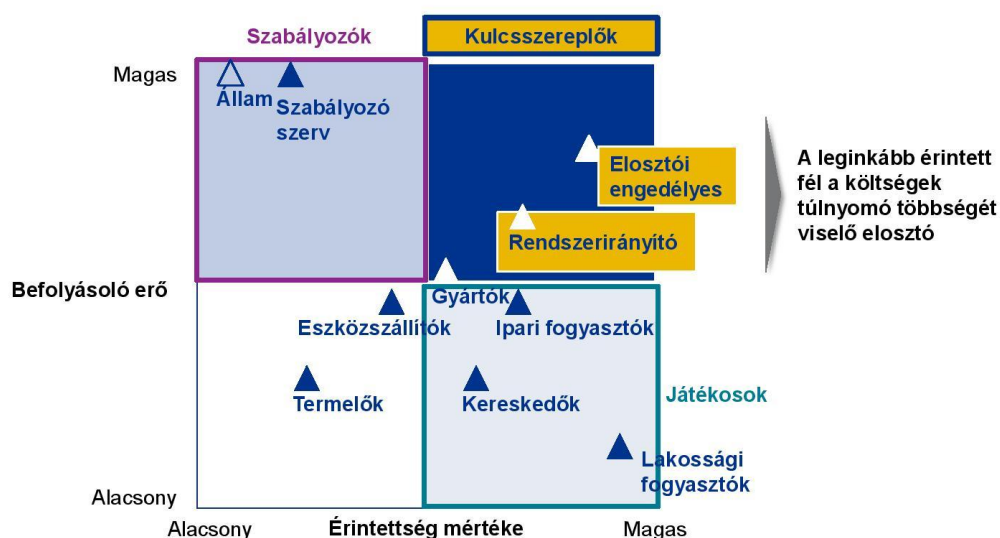 Szabályozók
Kulcsszereplők
Magas
Állam
Szabályozó
szerv
Elosztói
engedélyes
Rendszerirányító
A leginkább érintett
fél a költségek
túlnyomó többségét
viselő elosztó
Befolyásoló erő
Gyártók
Eszközszállítók
Ipari fogyasztók
Termelők
Kereskedők
Játékosok
Lakossági
fogyasztók
Alacsony
Alacsony
Érintettség mértéke
Magas